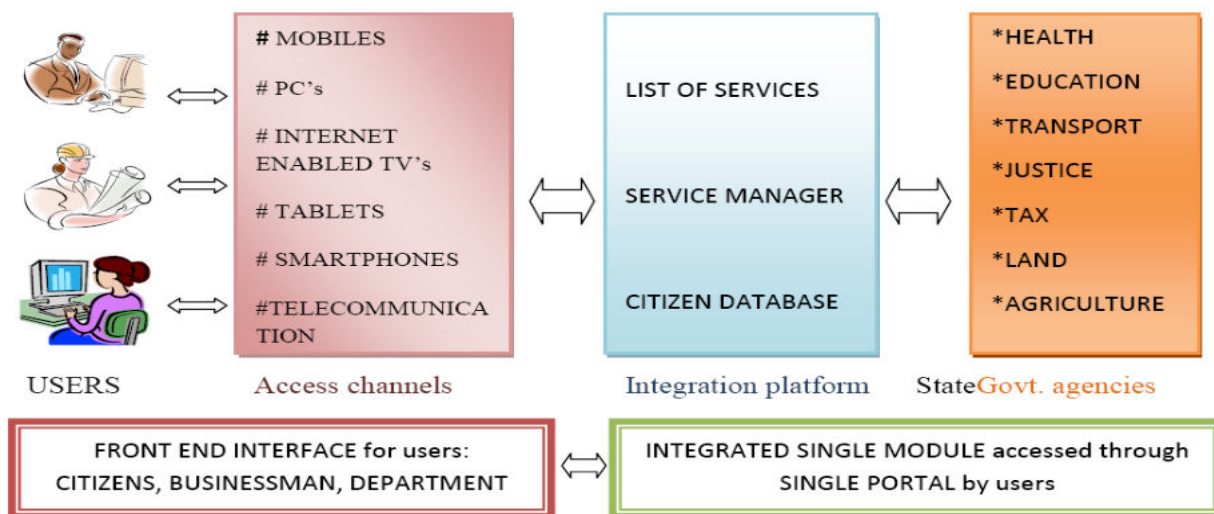 # MOBILES
# PC's
# INTERNET
ENABLED TV's
# TABLETS
# SMARTPHONES
#TELECOMMUNICA
TION
LIST OF SERVICES
SERVICE MANAGER
CITIZEN DATABASE
*HEALTH
*EDUCATION
*TRANSPORT
*JUSTICE
*TAX
*LAND
*AGRICULTURE
USERS
Access channels
Integration platform
StateGovt. agencies
FRONT END INTERFACE for users:
CITIZENS, BUSINESSMAN, DEPARTMENT
INTEGRATED SINGLE MODULE accessed through
SINGLE PORTAL by users